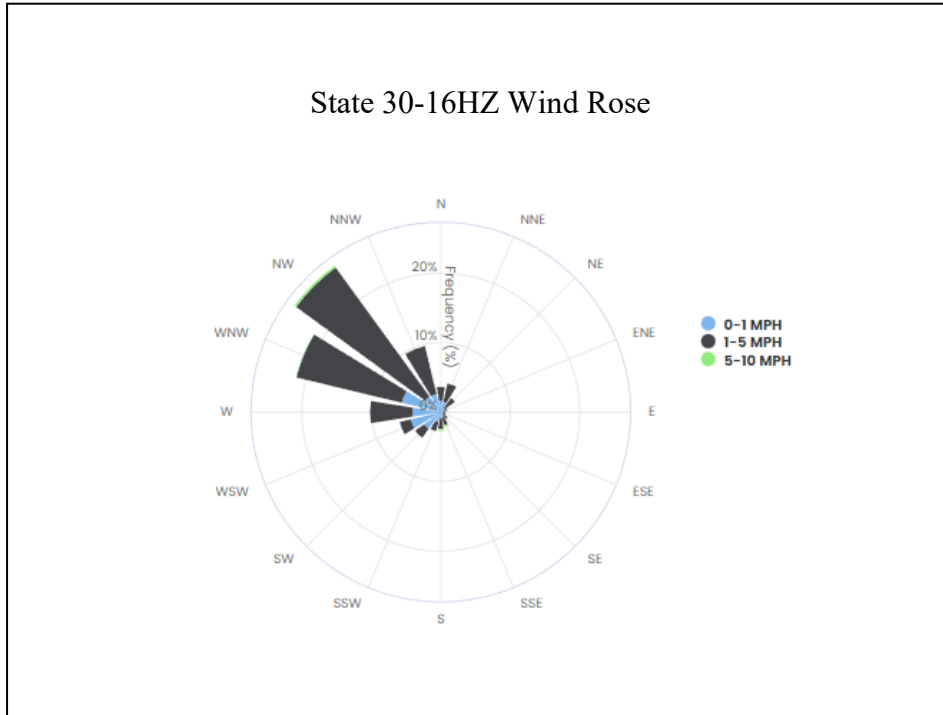 State 30-16HZ Wind Rose
N
NNW
NNE
NW
NE
20%
Frequency (%)
WNW
ENE
0-1 MPH
10%
1-5 MPH
5-10 MPH
0%
W
E
WSW
ESE
SW
SE
SSW
SSE
S